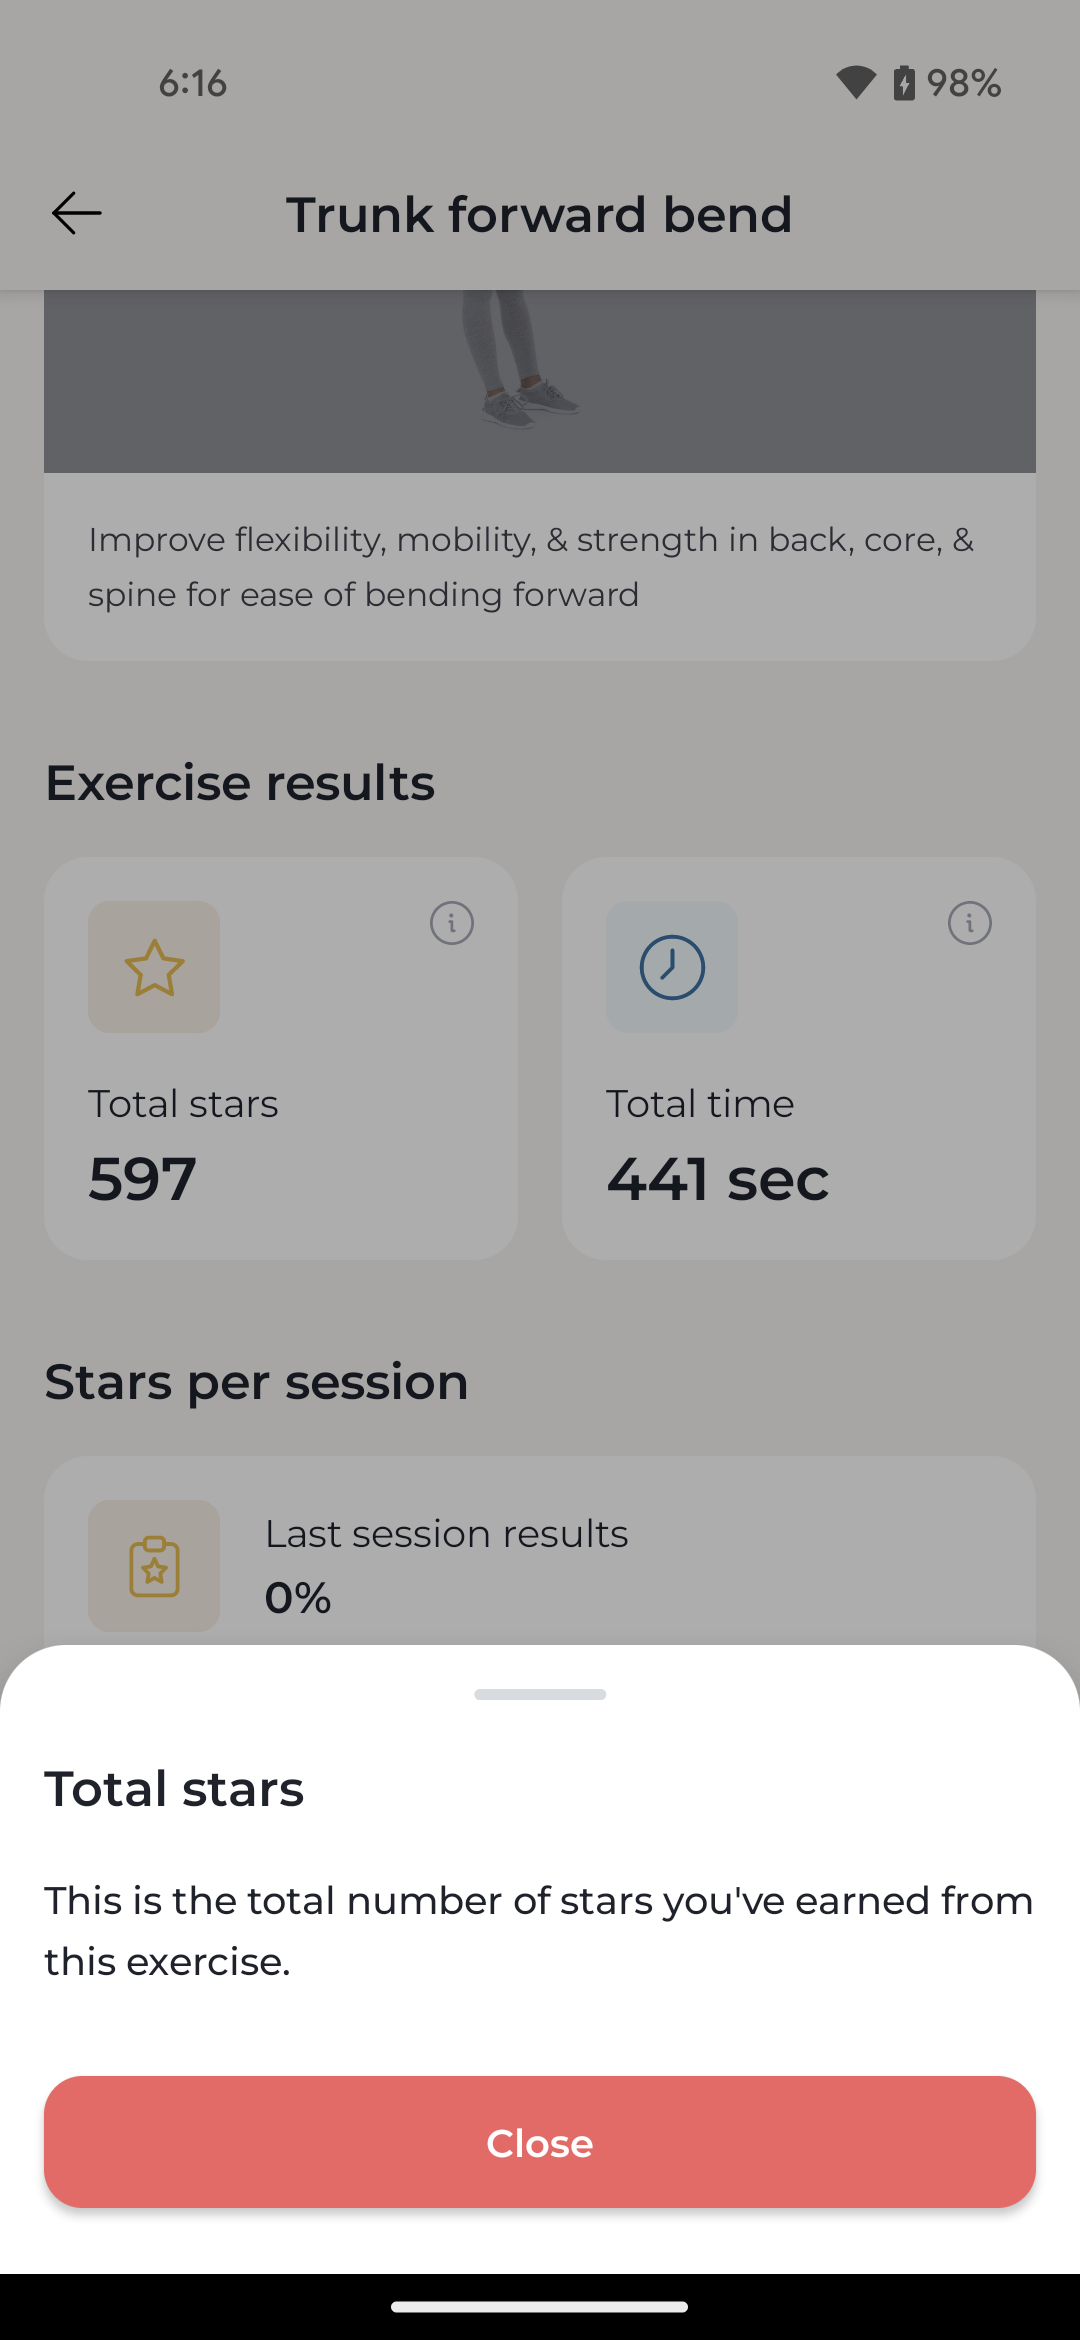 6:16
98%
Trunk forward bend
Improve flexibility, mobility, & strength in back, core, &
spine for ease of bending forward
Exercise results
Total stars
597
Total time
441 sec
Stars per session
Last session results
0%
Total stars
This is the total number of stars you've earned from
this exercise.
Close